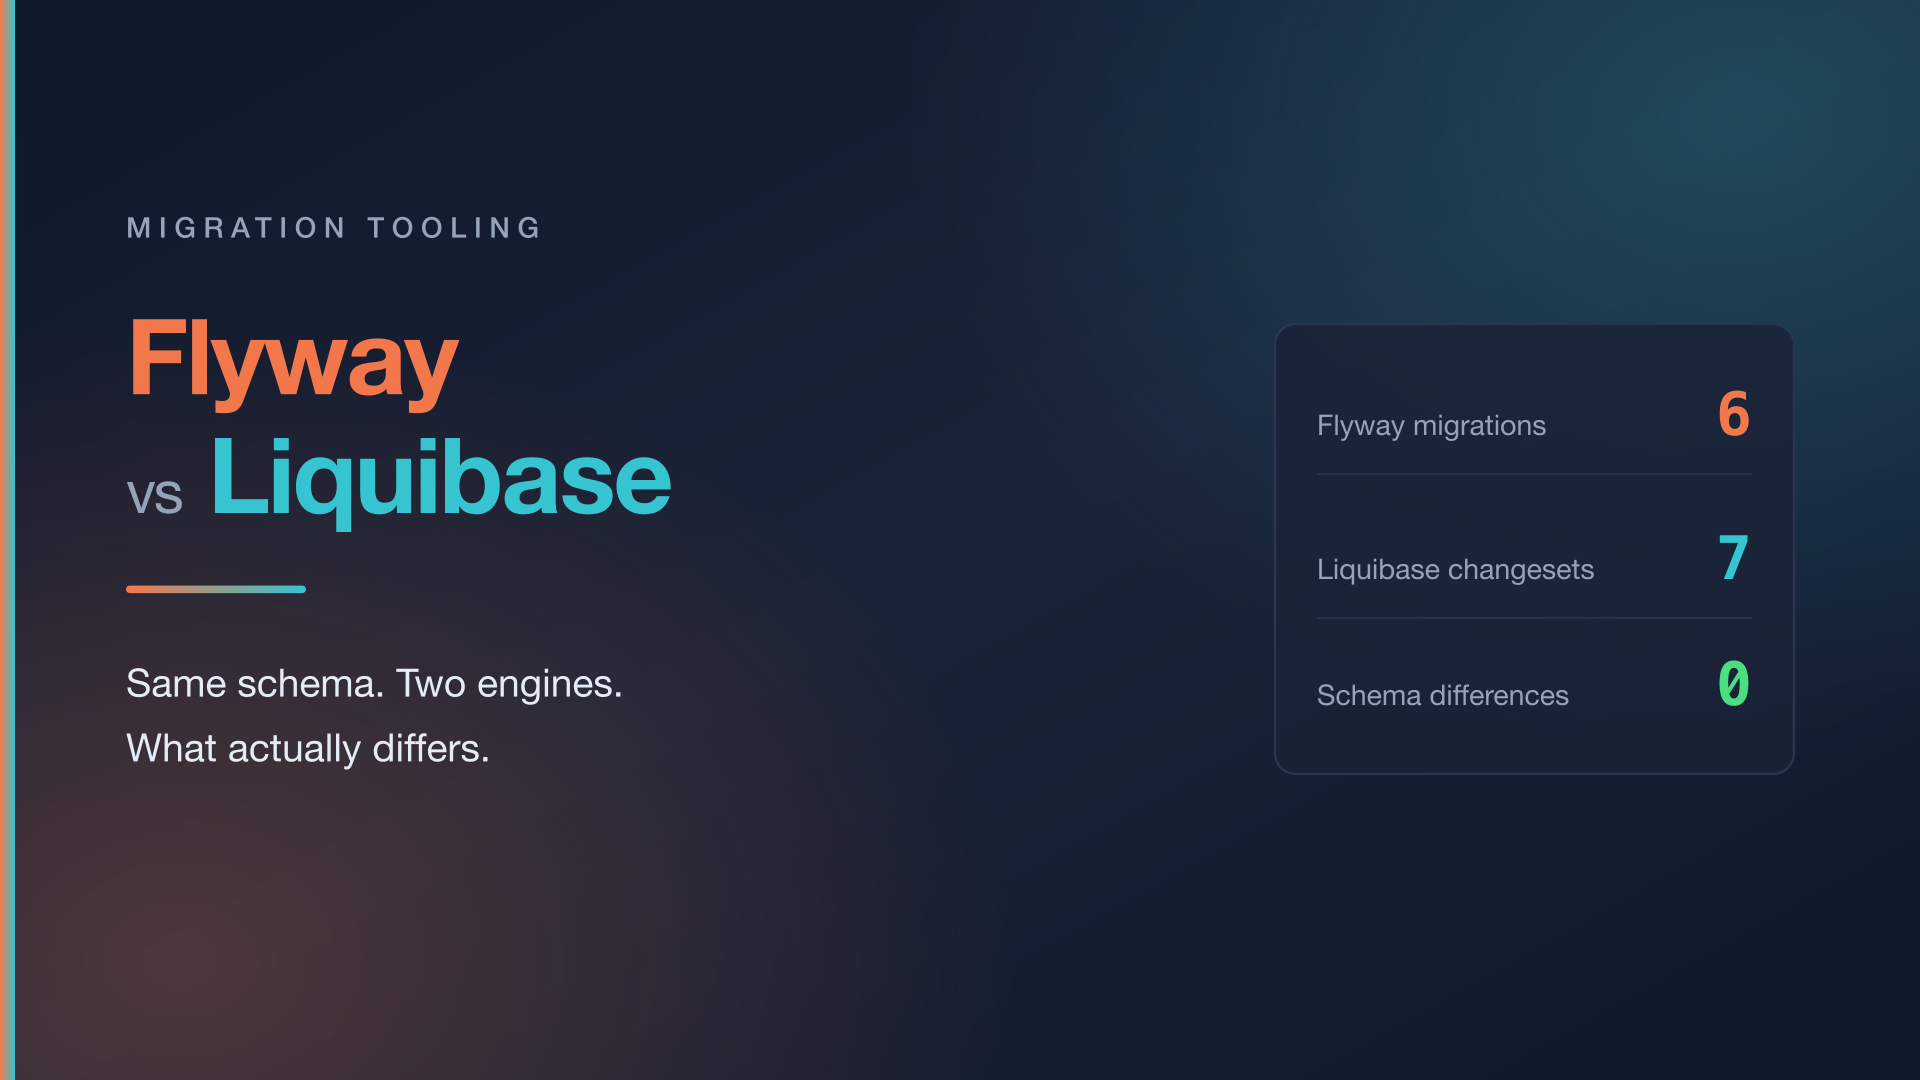 MIGRATION TOOLING
Flyway
vs Liquibase
Same schema. Two engines.
What actually differs.
Flyway migrations 6
Liquibase changesets 7
Schema differences 0